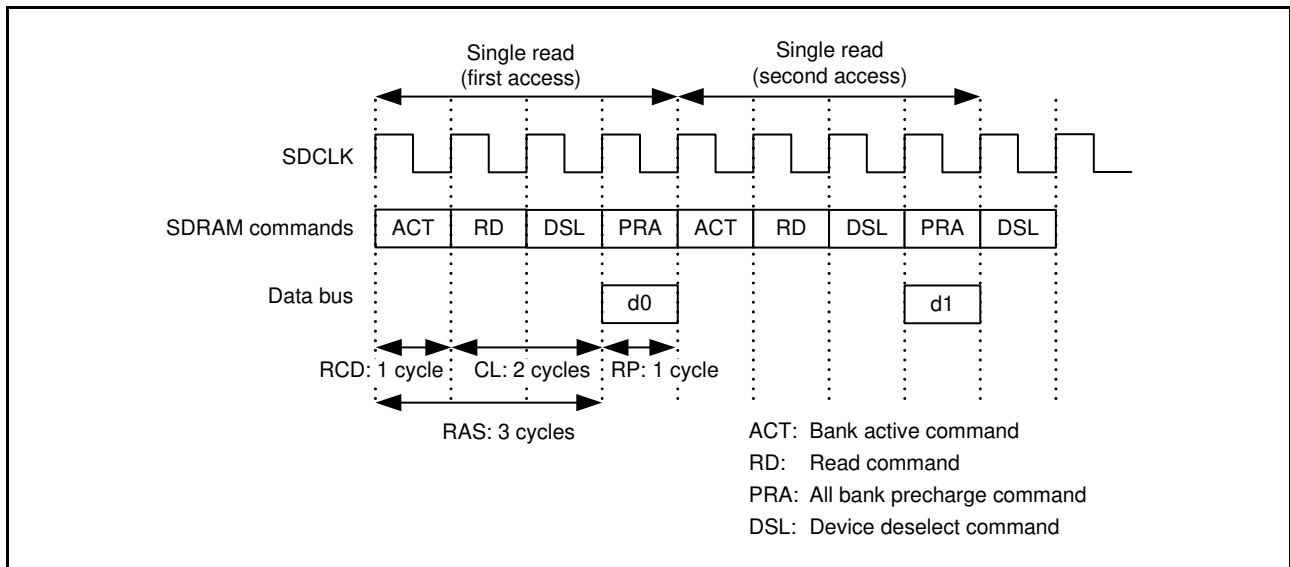 Single read
(first access)
Single read
(second access)
SDCLK
SDRAM commands ACT RD DSL PRA ACT RD DSL PRA DSL
Data bus d0 d1
RCD: 1 cycle CL: 2 cycles RP: 1 cycle
RAS: 3 cycles
ACT: Bank active command
RD: Read command
PRA: All bank precharge command
DSL: Device deselect command